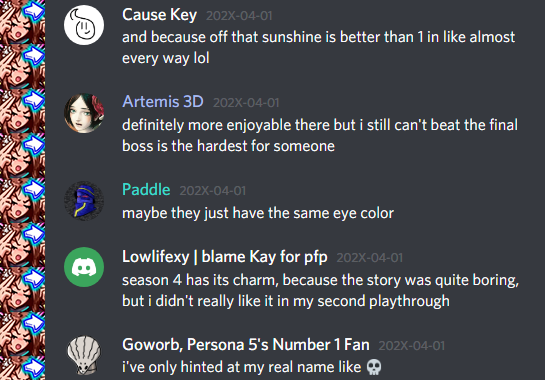 Cause Key 202X-04-01
and because off that sunshine is better than 1 in like almost
every way lol
Artemis 3D 202X-04-01
definitely more enjoyable there but i still can't beat the final
boss is the hardest for someone
Paddle 202X-04-01
maybe they just have the same eye color
Lowlifexy | blame Kay for pfp 202X-04-01
season 4 has its charm, because the story was quite boring,
but i didn't really like it in my second playthrough
Goworb, Persona 5's Number 1 Fan 202X-04-01
i've only hinted at my real name like 💀